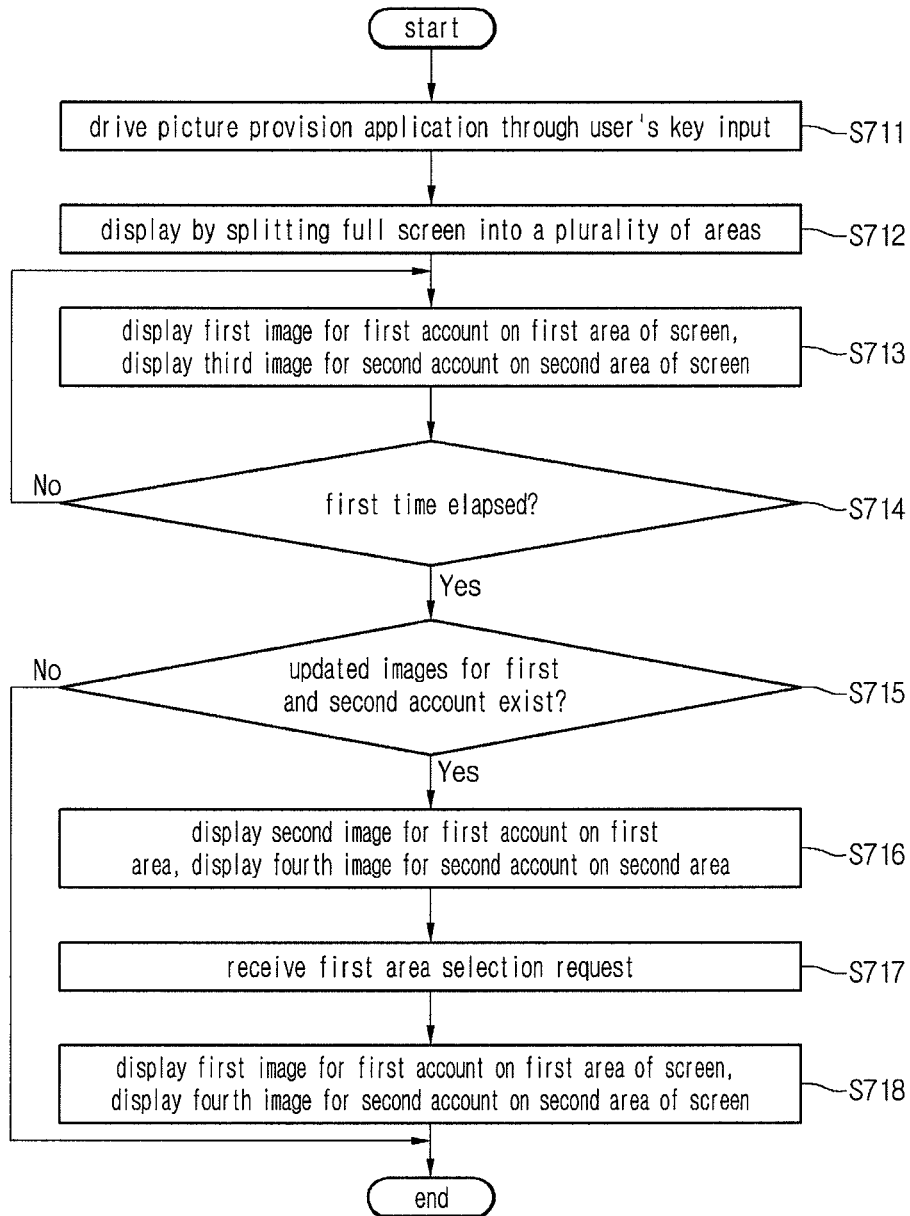 start
drive picture provision application through user's key input
S711
display by splitting full screen into a plurality of areas
S712
display first image for first account on first area of screen,
display third image for second account on second area of screen
S713
No
first time elapsed?
S714
Yes
No
updated images for first
and second account exist?
S715
Yes
display second image for first account on first
area, display fourth image for second account on second area
S716
receive first area selection request
S717
display first image for first account on first area of screen,
display fourth image for second account on second area of screen
S718
end